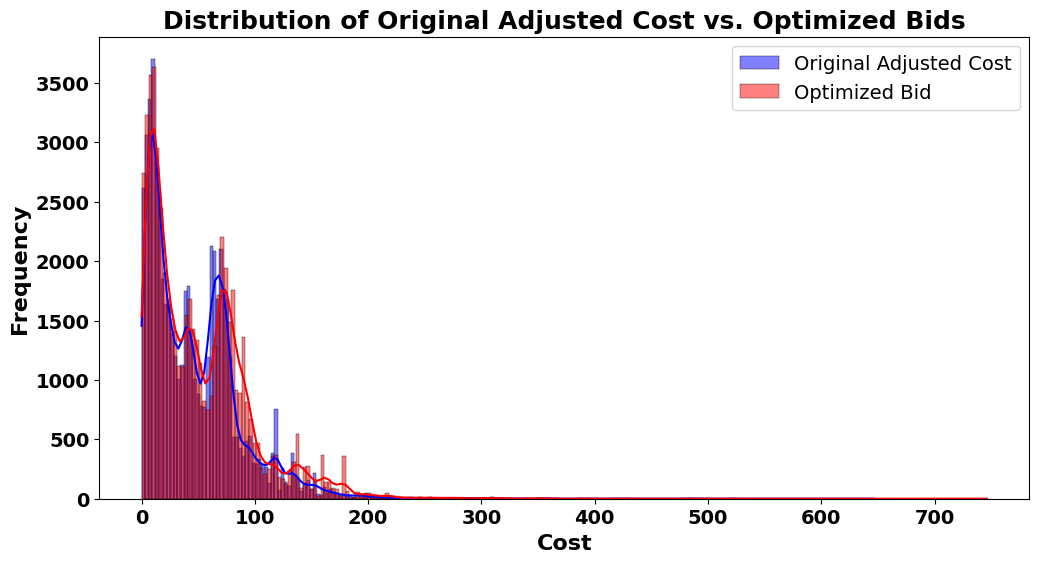 Distribution of Original Adjusted Cost vs. Optimized Bids
Original Adjusted Cost
Optimized Bid
Frequency
3500
3000
2500
2000
1500
1000
500
0
0 100 200 300 400 500 600 700
Cost